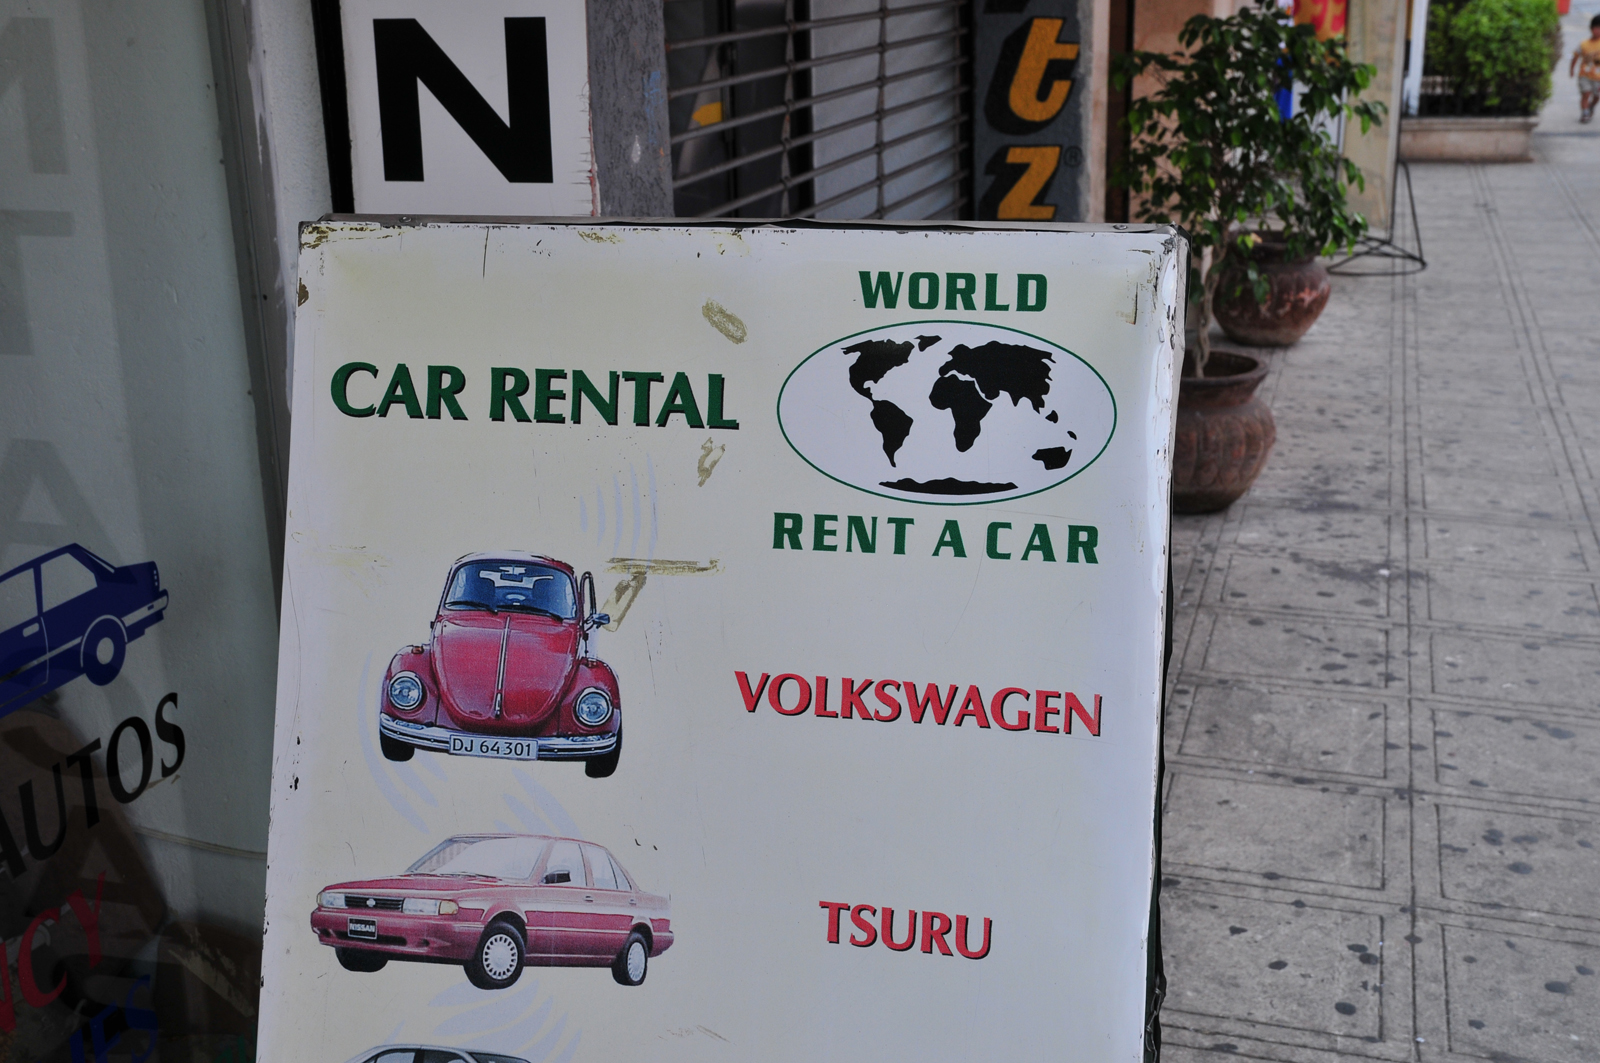 N
tz®
WORLD
CAR RENTAL
RENT A CAR
DJ 64301
VOLKSWAGEN
NISSAN
TSURU
AUTOS